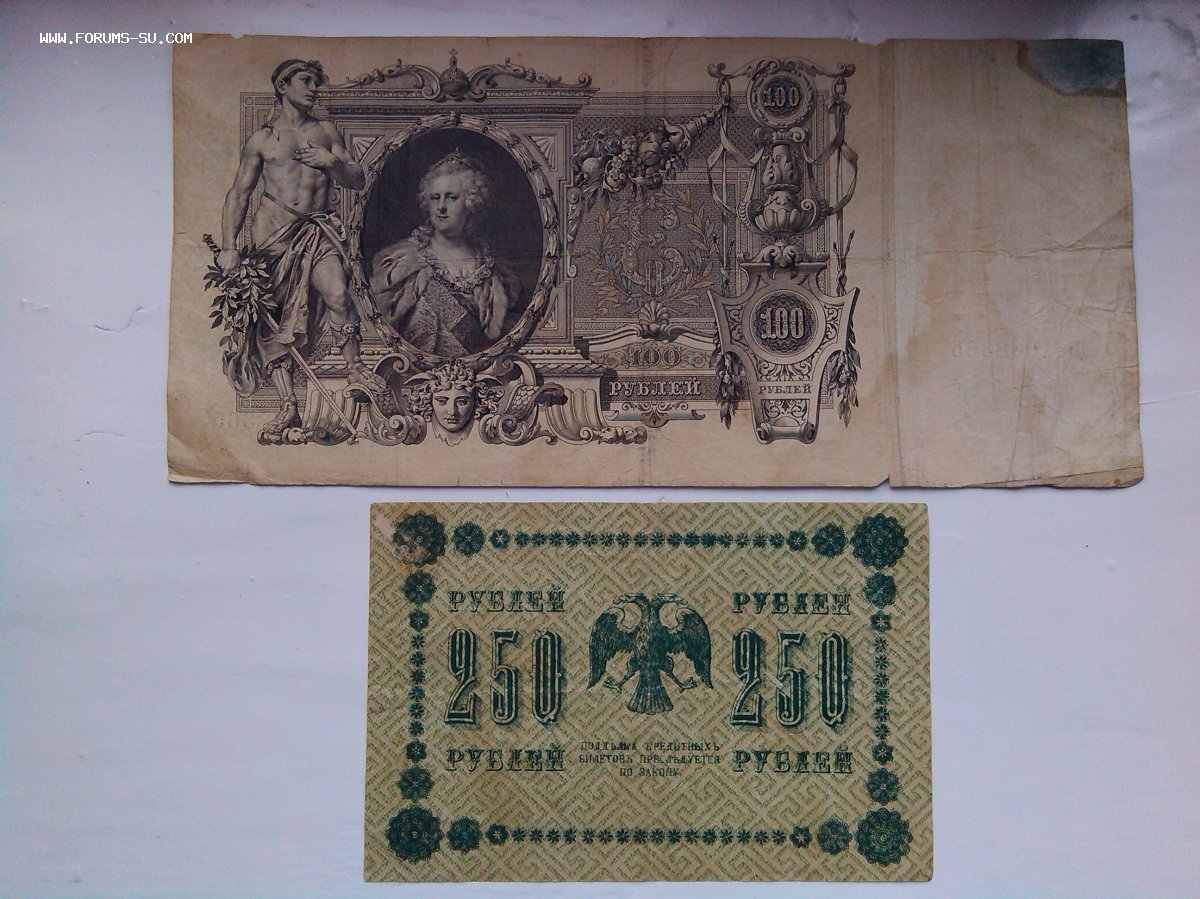 WWW.FORUMS-SU.COM
100
100
100
РУБЛЕЙ
РУБЛЕЙ
РУБЛЕЙ РУБЛЕЙ
250 250
ПОДДѢЛКА КРЕДИТНЫХЪ
БИЛЕТОВЪ ПРЕСЛѢДУЕТСЯ
ПО ЗАКОНУ.
РУБЛЕЙ РУБЛЕЙ